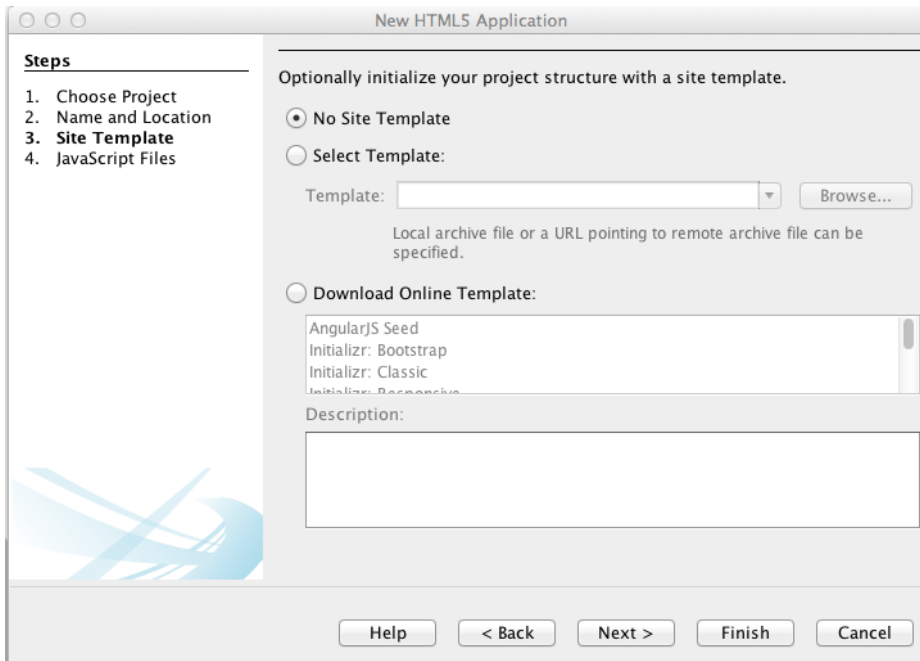 New HTML5 Application
Steps
1. Choose Project
2. Name and Location
3. Site Template
4. JavaScript Files
Optionally initialize your project structure with a site template.
No Site Template
Select Template:
Template:
Browse...
Local archive file or a URL pointing to remote archive file can be
specified.
Download Online Template:
AngularJS Seed
Initializr: Bootstrap
Initializr: Classic
Initializr: Responsive
Description:
Help
< Back
Next >
Finish
Cancel